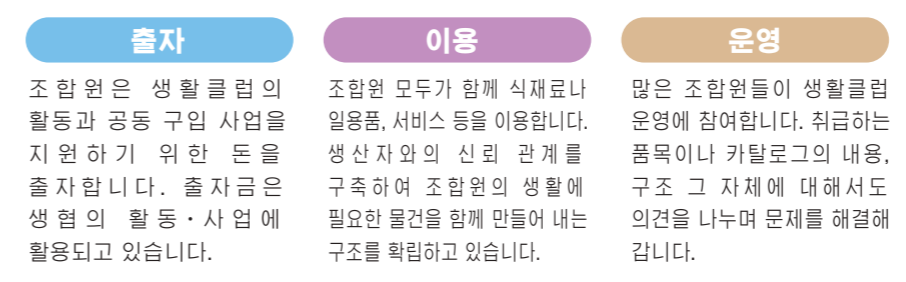 출자
조합원은 생활클럽의
활동과 공동 구입 사업을
지원하기 위한 돈을
출자합니다. 출자금은
생협의 활동・사업에
활용되고 있습니다.
이용
조합원 모두가 함께 식재료나
일용품, 서비스 등을 이용합니다.
생산자와의 신뢰 관계를
구축하여 조합원의 생활에
필요한 물건을 함께 만들어 내는
구조를 확립하고 있습니다.
운영
많은 조합원들이 생활클럽
운영에 참여합니다. 취급하는
품목이나 카탈로그의 내용,
구조 그 자체에 대해서도
의견을 나누며 문제를 해결해
갑니다.